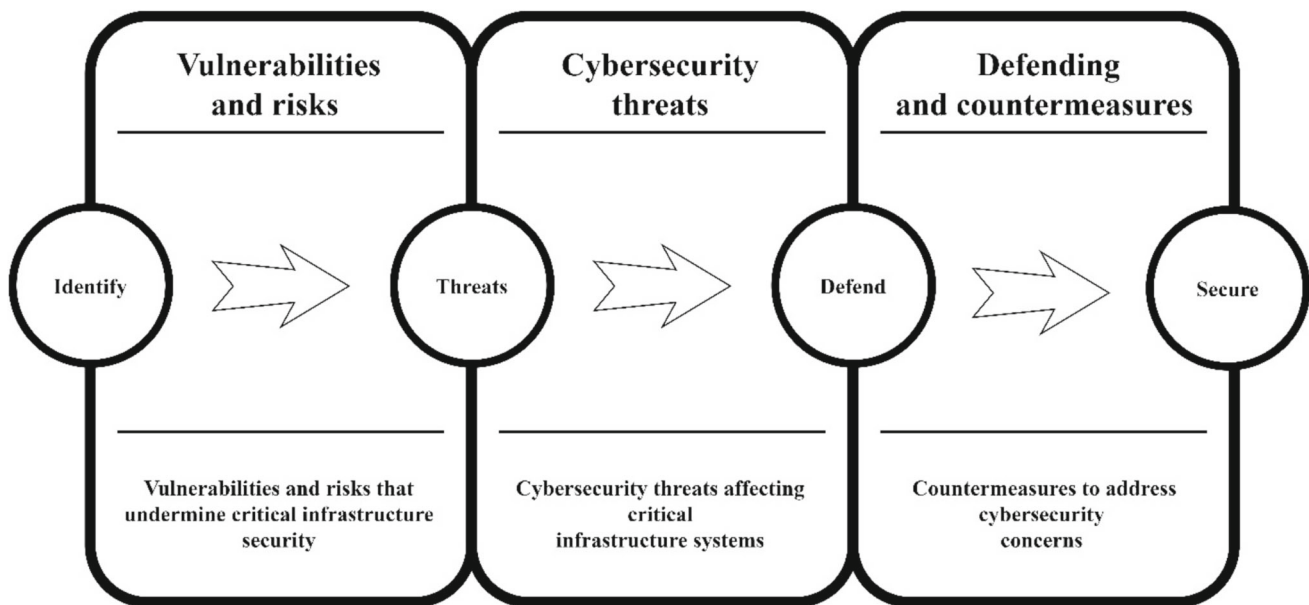 Vulnerabilities
and risks
Cybersecurity
threats
Defending
and countermeasures
Identify
Threats
Defend
Secure
Vulnerabilities and risks that
undermine critical infrastructure
security
Cybersecurity threats affecting
critical
infrastructure systems
Countermeasures to address
cybersecurity
concerns